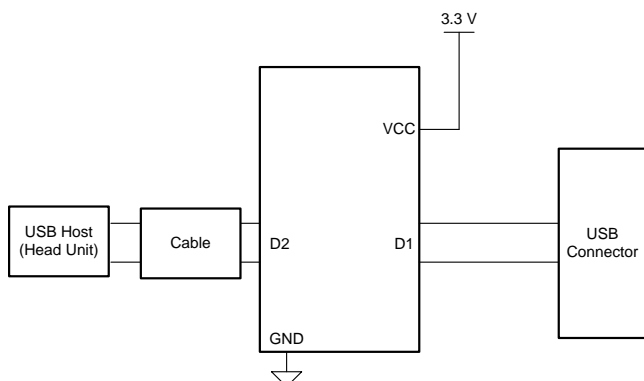 3.3 V
VCC
USB Host
(Head Unit)
Cable
D2
D1
USB
Connector
GND